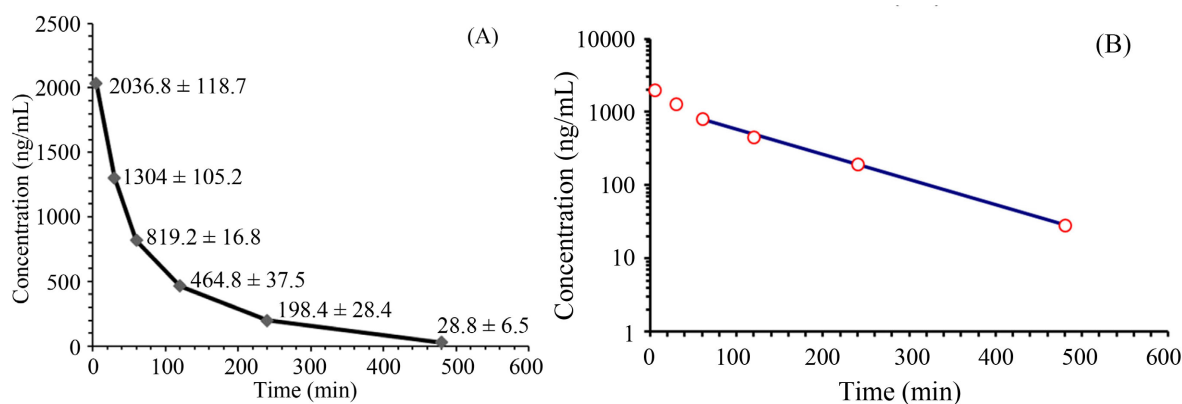 (A)
Concentration (ng/mL)
2500
2000
1500
1000
500
0
2036.8 ± 118.7
1304 ± 105.2
819.2 ± 16.8
464.8 ± 37.5
198.4 ± 28.4
28.8 ± 6.5
0 100 200 300 400 500 600
Time (min)
(B)
Concentration (ng/mL)
10000
1000
100
10
1
0 100 200 300 400 500 600
Time (min)